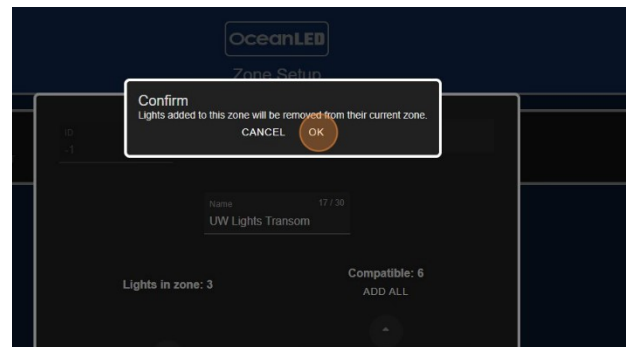 OceanLED
Zone Setup
Confirm
Lights added to this zone will be removed from their current zone.
CANCEL OK
ID
-1
Name 17 / 30
UW Lights Transom
Lights in zone: 3
Compatible: 6
ADD ALL